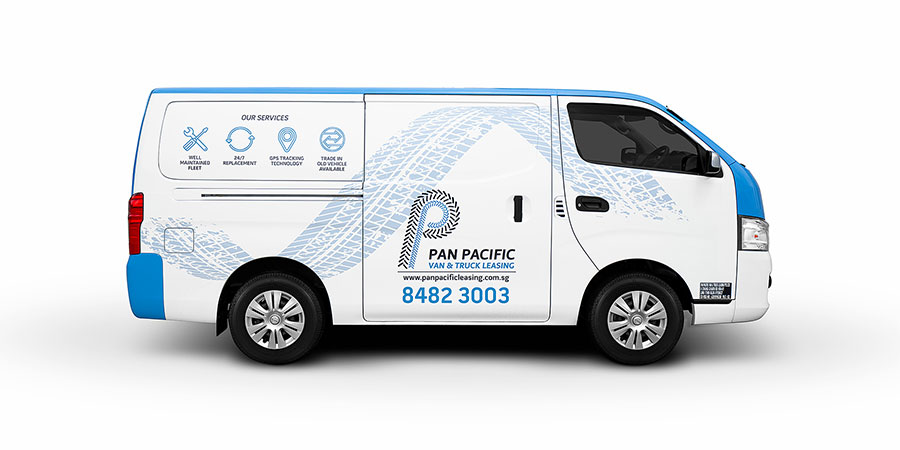 OUR SERVICES
WELL
MAINTAINED
FLEET
24/7
REPLACEMENT
GPS TRACKING
TECHNOLOGY
TRADE IN
OLD VEHICLE
AVAILABLE
PAN PACIFIC
VAN & TRUCK LEASING
www.panpacificleasing.com.sg
8482 3003